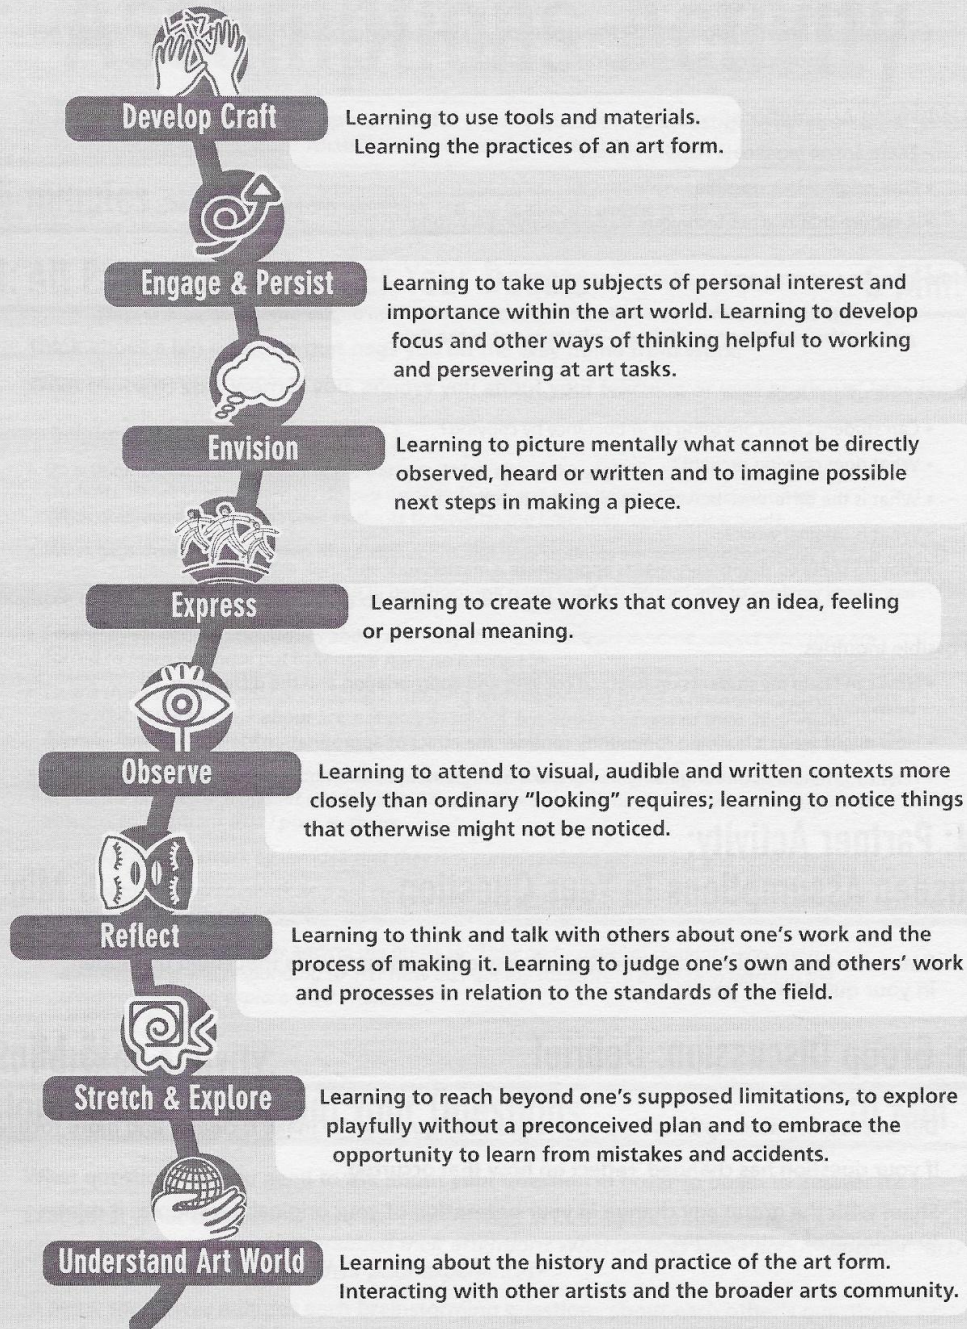 Develop Craft
Learning to use tools and materials.
Learning the practices of an art form.
Engage & Persist
Learning to take up subjects of personal interest and
importance within the art world. Learning to develop
focus and other ways of thinking helpful to working
and persevering at art tasks.
Envision
Learning to picture mentally what cannot be directly
observed, heard or written and to imagine possible
next steps in making a piece.
Express
Learning to create works that convey an idea, feeling
or personal meaning.
Observe
Learning to attend to visual, audible and written contexts more
closely than ordinary "looking" requires; learning to notice things
that otherwise might not be noticed.
Reflect
Learning to think and talk with others about one's work and the
process of making it. Learning to judge one's own and others' work
and processes in relation to the standards of the field.
Stretch & Explore
Learning to reach beyond one's supposed limitations, to explore
playfully without a preconceived plan and to embrace the
opportunity to learn from mistakes and accidents.
Understand Art World
Learning about the history and practice of the art form.
Interacting with other artists and the broader arts community.